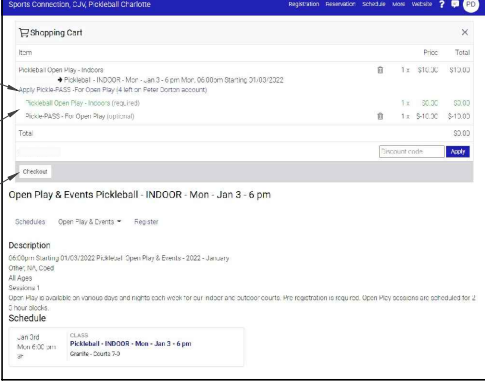 Sports Connection, CJV, Pickleball Charlotte
Registration Reservation Schedule More Website ? PD
Shopping Cart ×
Item Price Total
Pickleball Open Play - Indoors 1 x $10.00 $10.00
Pickleball - INDOOR - Mon - Jan 3 - 6 pm Mon, 06:00pm Starting 01/03/2022
Apply Pickle-PASS -For Open Play (4 left on Peter Dorton account)
Pickleball Open Play - Indoors (required) 1 x $0.00 $0.00
Pickle-PASS - For Open Play (optional) 1 x $-10.00 $-10.00
Total $0.00
Discount code Apply
Checkout
Open Play & Events Pickleball - INDOOR - Mon - Jan 3 - 6 pm
Schedules Open Play & Events Register
Description
06:00pm Starting 01/03/2022 Pickleball Open Play & Events - 2022 - January
Other, NA, Coed
All Ages
Sessions 1
Open Play is available on various days and nights each week for our indoor and outdoor courts. Pre-registration is required. Open Play sessions are scheduled for 2
3 hour blocks.
Schedule
Jan 3rd CLASS
Mon 6:00 pm Pickleball - INDOOR - Mon - Jan 3 - 6 pm
Granite - Courts 7-9